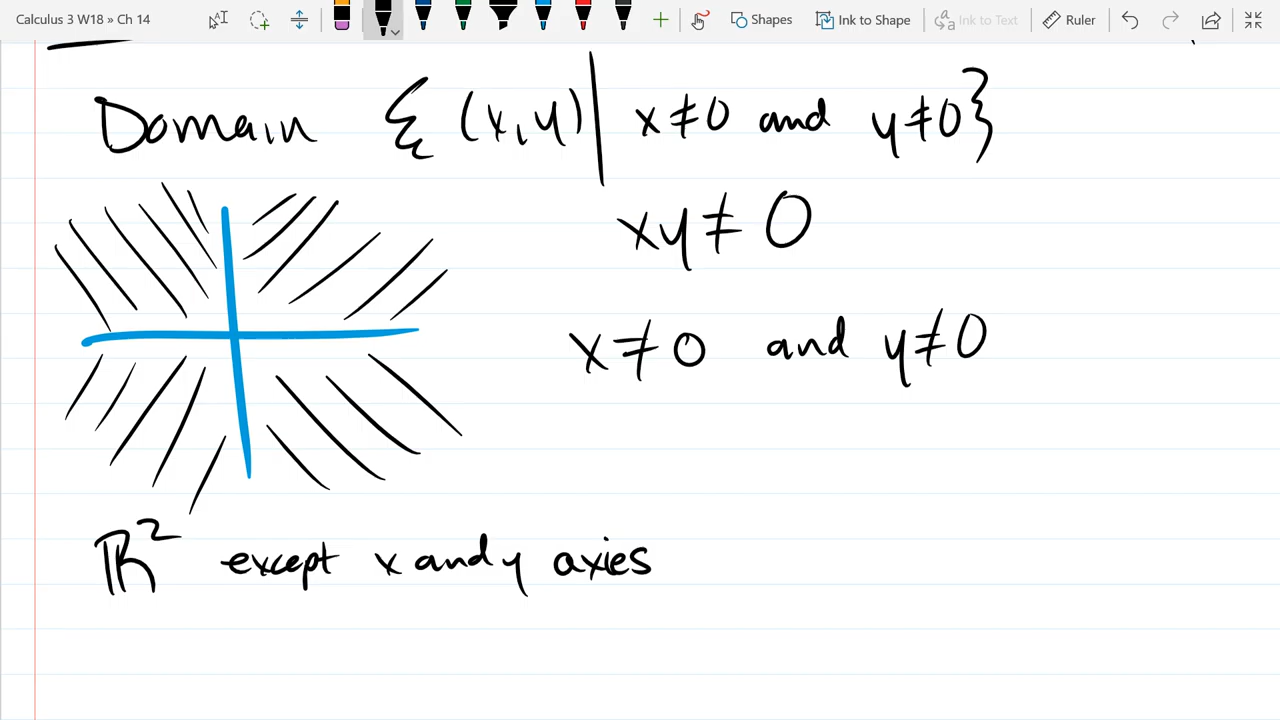 Calculus 3 W18 » Ch 14
Shapes
Ink to Shape
Ink to Text
Ruler
Domain { (x,y) | x≠0 and y≠0}
xy≠0
x≠0 and y≠0
ℝ² except x and y axies